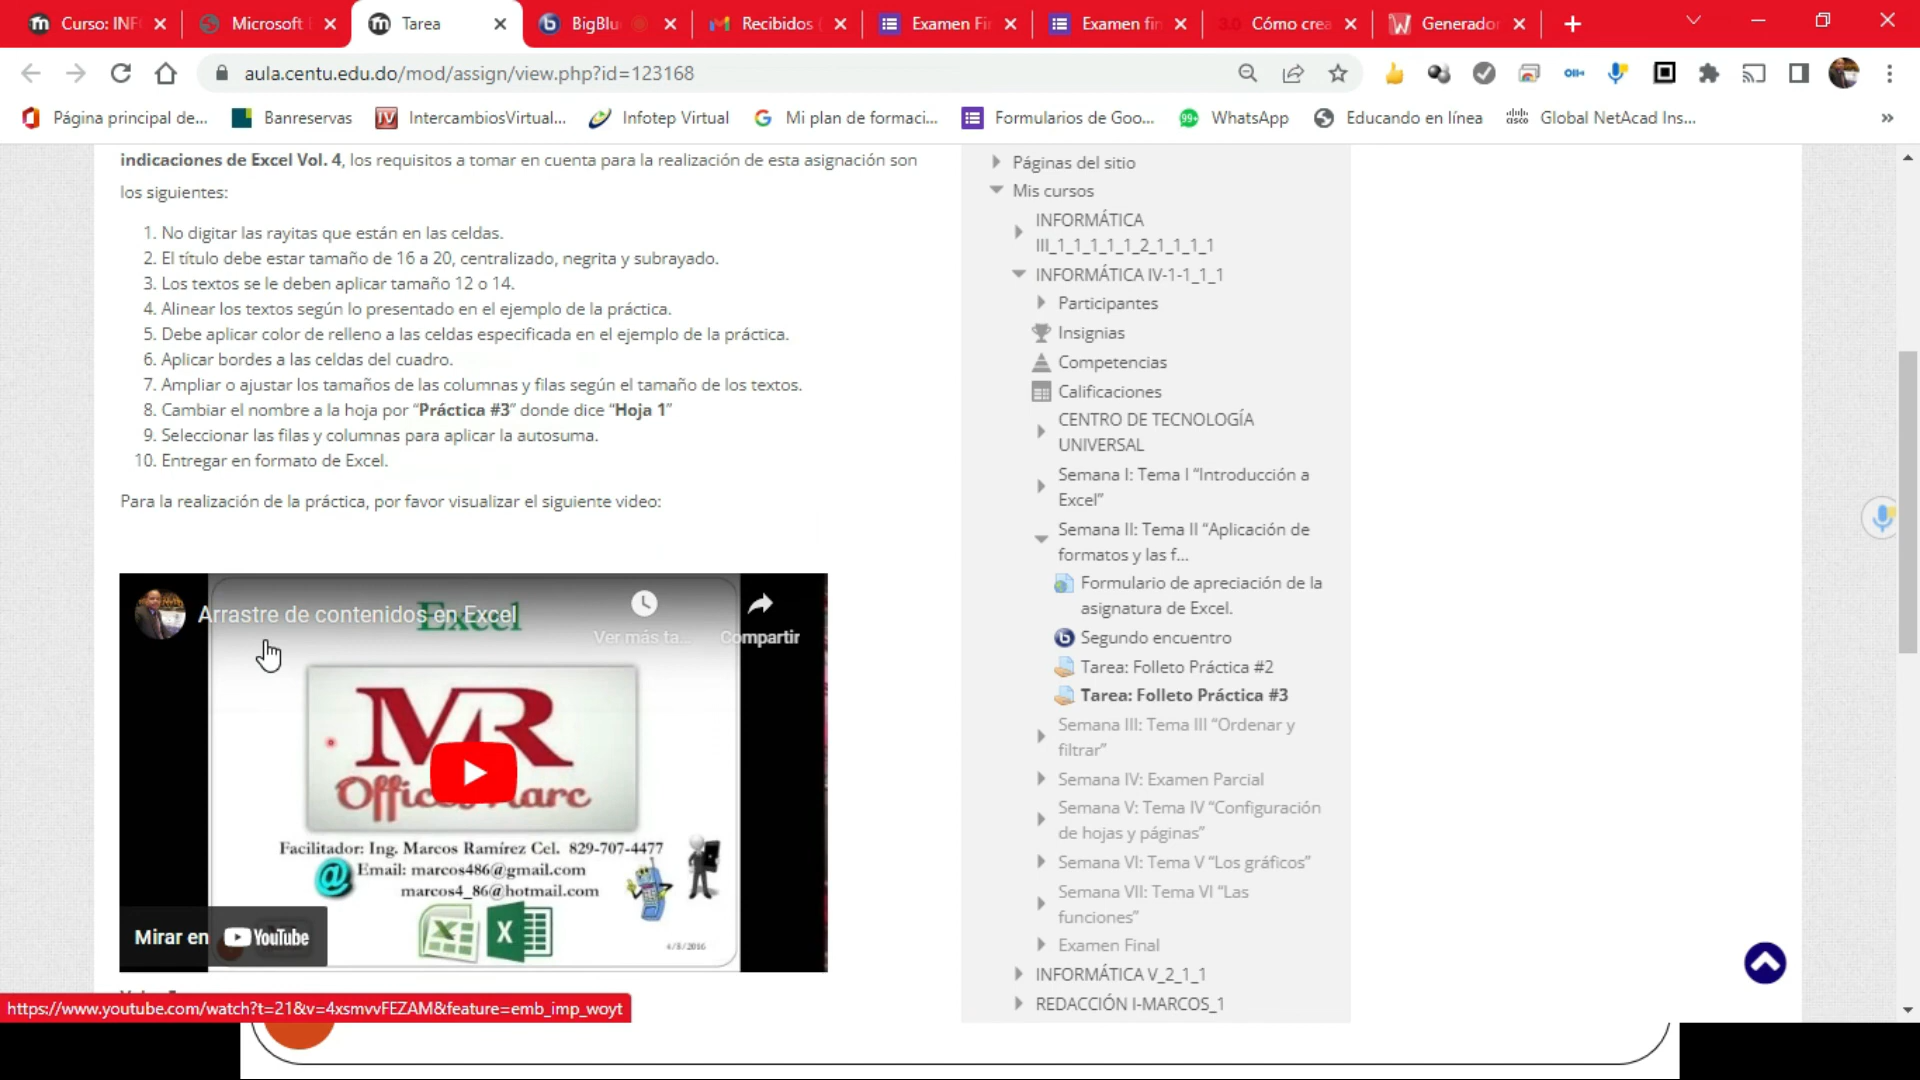 Curso: INF
Microsoft E
Tarea
BigBlu
Recibidos (
Examen Fi
Examen fin
3.0 Cómo crea
Generado
aula.centu.edu.do/mod/assign/view.php?id=123168
Página principal de...
Banreservas
IntercambiosVirtual...
Infotep Virtual
Mi plan de formaci...
Formularios de Goo...
99+
WhatsApp
Educando en línea
cisco
Global NetAcad Ins...
indicaciones de Excel Vol. 4, los requisitos a tomar en cuenta para la realización de esta asignación son
los siguientes:
1. No digitar las rayitas que están en las celdas.
2. El título debe estar tamaño de 16 a 20, centralizado, negrita y subrayado.
3. Los textos se le deben aplicar tamaño 12 o 14.
4. Alinear los textos según lo presentado en el ejemplo de la práctica.
5. Debe aplicar color de relleno a las celdas especificada en el ejemplo de la práctica.
6. Aplicar bordes a las celdas del cuadro.
7. Ampliar o ajustar los tamaños de las columnas y filas según el tamaño de los textos.
8. Cambiar el nombre a la hoja por “Práctica #3” donde dice “Hoja 1”
9. Seleccionar las filas y columnas para aplicar la autosuma.
10. Entregar en formato de Excel.
Para la realización de la práctica, por favor visualizar el siguiente video:
Arrastre de contenidos en Excel
Excel
Ver más ta...
Compartir
MR
Facilitador: Ing. Marcos Ramírez Cel. 829-707-4477
Email: marcos486@gmail.com
marcos4_86@hotmail.com
4/8/2016
Mirar en YouTube
https://www.youtube.com/watch?t=21&v=4xsmvvFEZAM&feature=emb_imp_woyt
Páginas del sitio
Mis cursos
INFORMÁTICA
III_1_1_1_1_1_2_1_1_1_1
INFORMÁTICA IV-1-1_1_1
Participantes
Insignias
Competencias
Calificaciones
CENTRO DE TECNOLOGÍA
UNIVERSAL
Semana I: Tema I “Introducción a
Excel”
Semana II: Tema II “Aplicación de
formatos y las f...
Formulario de apreciación de la
asignatura de Excel.
Segundo encuentro
Tarea: Folleto Práctica #2
Tarea: Folleto Práctica #3
Semana III: Tema III “Ordenar y
filtrar”
Semana IV: Examen Parcial
Semana V: Tema IV “Configuración
de hojas y páginas”
Semana VI: Tema V “Los gráficos”
Semana VII: Tema VI “Las
funciones”
Examen Final
INFORMÁTICA V_2_1_1
REDACCIÓN I-MARCOS_1